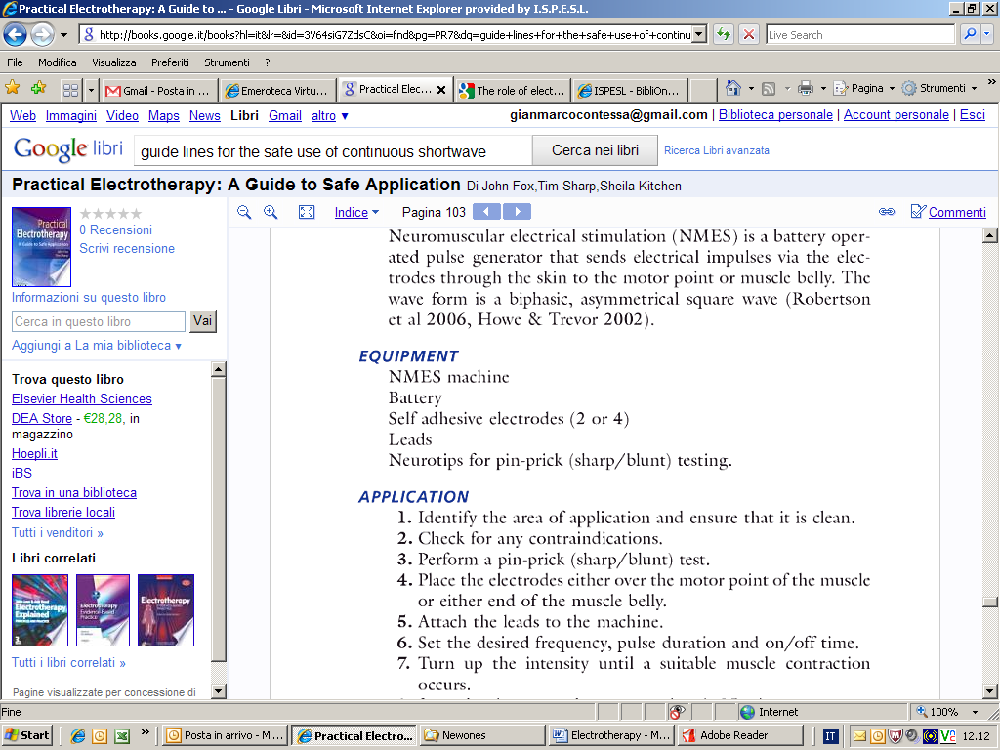 Practical Electrotherapy: A Guide to ... - Google Libri - Microsoft Internet Explorer provided by I.S.P.E.S.L.
http://books.google.it/books?hl=it&lr=&id=3V64siG7ZdsC&oi=fnd&pg=PR7&dq=guide+lines+for+the+safe+use+of+continu
Live Search
File Modifica Visualizza Preferiti Strumenti ?
Gmail - Posta in ... Emeroteca Virtu... Practical Elec... The role of elect... ISPESL - BibliOn... Pagina Strumenti
Web Immagini Video Maps News Libri Gmail altro gianmarcocontessa@gmail.com | Biblioteca personale | Account personale | Esci
Google libri guide lines for the safe use of continuous shortwave Cerca nei libri Ricerca Libri avanzata
Practical Electrotherapy: A Guide to Safe Application Di John Fox,Tim Sharp,Sheila Kitchen
Indice Pagina 103 Commenti
Practical Electrotherapy
0 Recensioni
Scrivi recensione
Informazioni su questo libro
Cerca in questo libro Vai
Aggiungi a La mia biblioteca
Trova questo libro
Elsevier Health Sciences
DEA Store - €28,28, in
magazzino
Hoepli.it
iBS
Trova in una biblioteca
Trova librerie locali
Tutti i venditori »
Libri correlati
Electrotherapy Explained
Electrotherapy Evidence-Based Practice
Electrotherapy
Tutti i libri correlati »
Pagine visualizzate per concessione di
Neuromuscular electrical stimulation (NMES) is a battery oper-
ated pulse generator that sends electrical impulses via the elec-
trodes through the skin to the motor point or muscle belly. The
wave form is a biphasic, asymmetrical square wave (Robertson
et al 2006, Howe & Trevor 2002).
EQUIPMENT
NMES machine
Battery
Self adhesive electrodes (2 or 4)
Leads
Neurotips for pin-prick (sharp/blunt) testing.
APPLICATION
1. Identify the area of application and ensure that it is clean.
2. Check for any contraindications.
3. Perform a pin-prick (sharp/blunt) test.
4. Place the electrodes either over the motor point of the muscle
or either end of the muscle belly.
5. Attach the leads to the machine.
6. Set the desired frequency, pulse duration and on/off time.
7. Turn up the intensity until a suitable muscle contraction
occurs.
Fine Internet 100%
Start Posta in arrivo - Mi... Practical Electro... Newones Electrotherapy - M... Adobe Reader IT 12.12